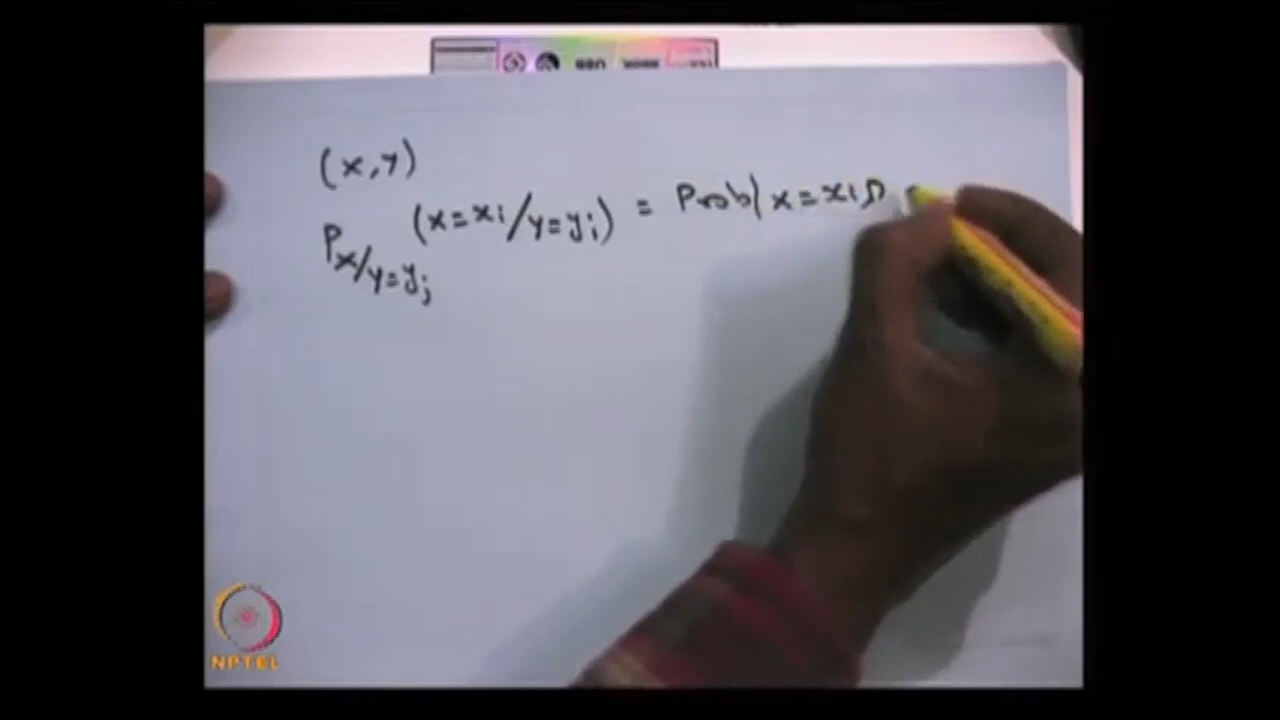 (x, y)
P_{x/y=y_j} (x = x_i / y = y_j) = Prob( x = x_i ∩
NPTEL